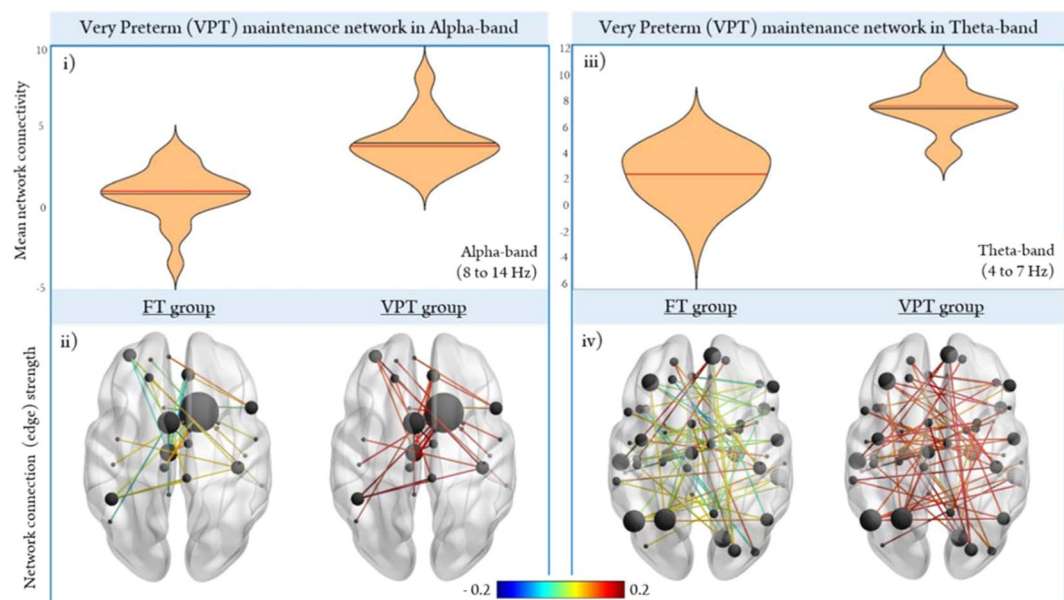 Very Preterm (VPT) maintenance network in Alpha-band
Very Preterm (VPT) maintenance network in Theta-band
Mean network connectivity
i)
10
5
0
-5
Alpha-band
(8 to 14 Hz)
iii)
12
10
8
6
4
2
0
-2
-4
6
Theta-band
(4 to 7 Hz)
FT group
VPT group
FT group
VPT group
Network connection (edge) strength
ii)
iv)
- 0.2
0.2